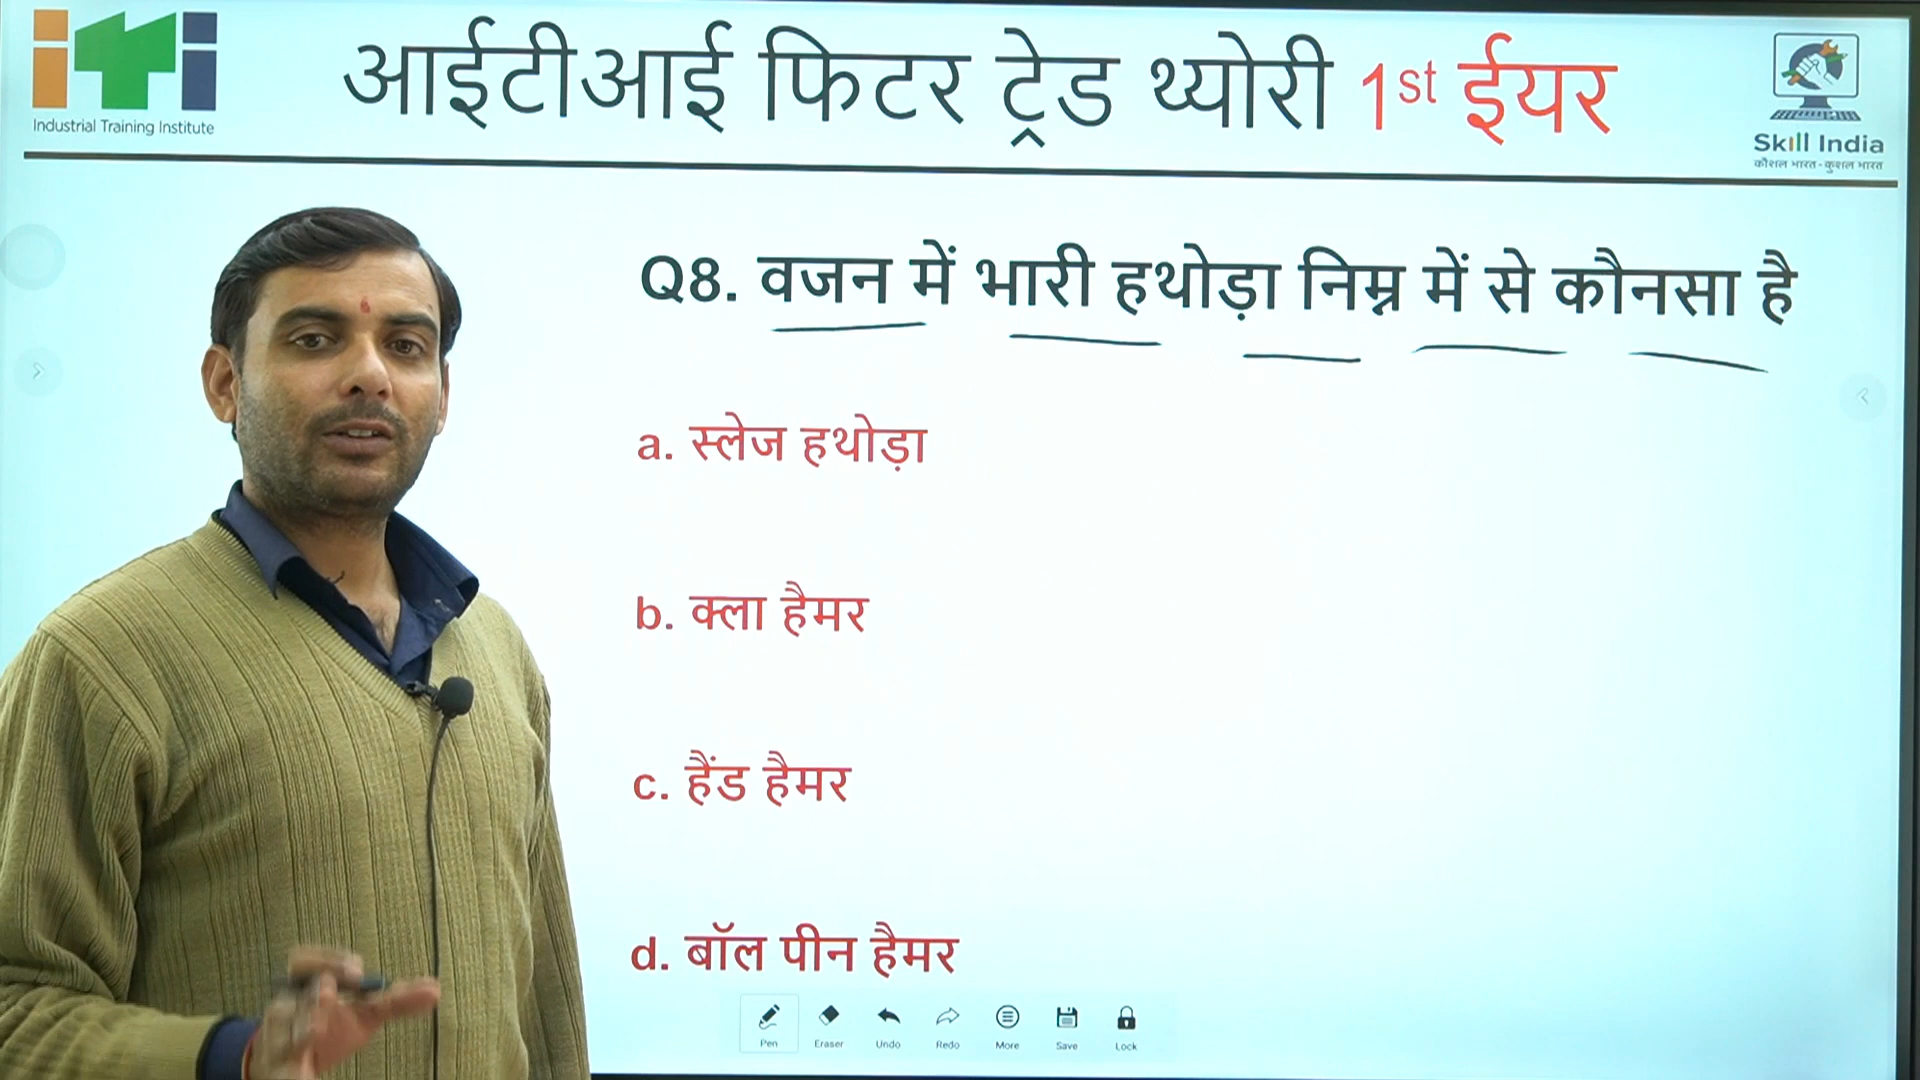 Industrial Training Institute
आईटीआई फिटर ट्रेड थ्योरी 1st ईयर
Skill India
कौशल भारत - कुशल भारत
Q8. वजन में भारी हथोड़ा निम्न में से कौनसा है
a. स्लेज हथोड़ा
b. क्ला हैमर
c. हैंड हैमर
d. बॉल पीन हैमर
Pen Eraser Undo Redo More Save Lock